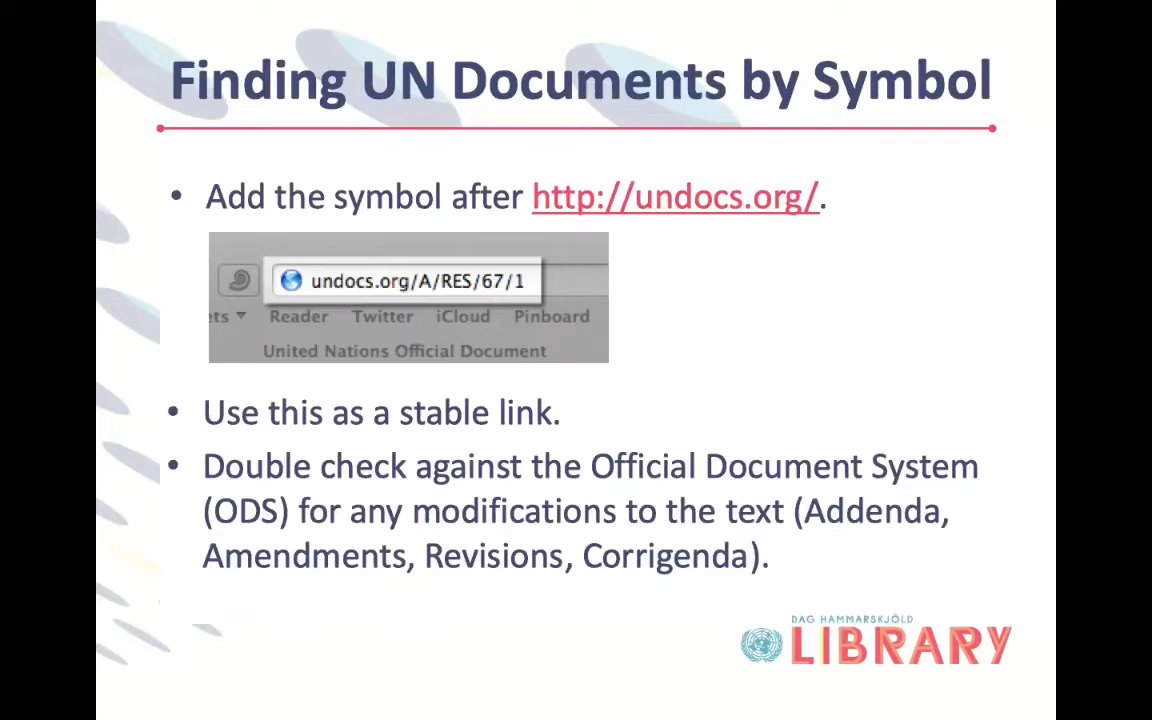 Finding UN Documents by Symbol
• Add the symbol after http://undocs.org/.
undocs.org/A/RES/67/1
ets ▼ Reader Twitter iCloud Pinboard
United Nations Official Document
• Use this as a stable link.
• Double check against the Official Document System
(ODS) for any modifications to the text (Addenda,
Amendments, Revisions, Corrigenda).
DAG HAMMARSKJÖLD
LIBRARY